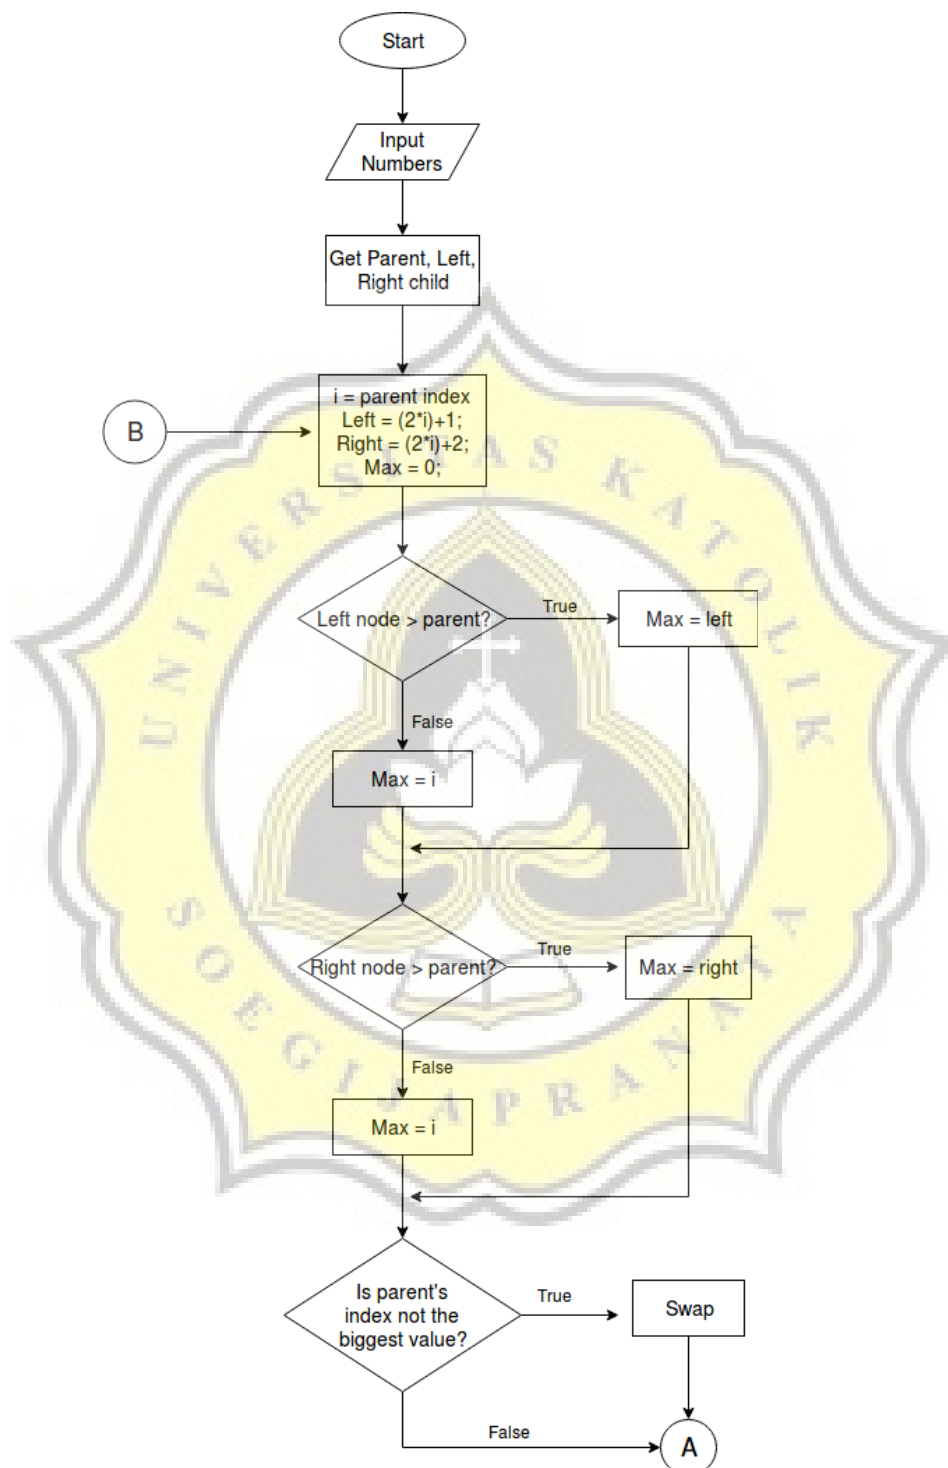 Start
Input
Numbers
Get Parent, Left,
Right child
B
i = parent index
Left = (2*i)+1;
Right = (2*i)+2;
Max = 0;
Left node > parent?
True
Max = left
False
Max = i
Right node > parent?
True
Max = right
False
Max = i
Is parent's
index not the
biggest value?
True
Swap
False
A
UNIVERSITAS KATOLIK
SOEGIJAPRANATA